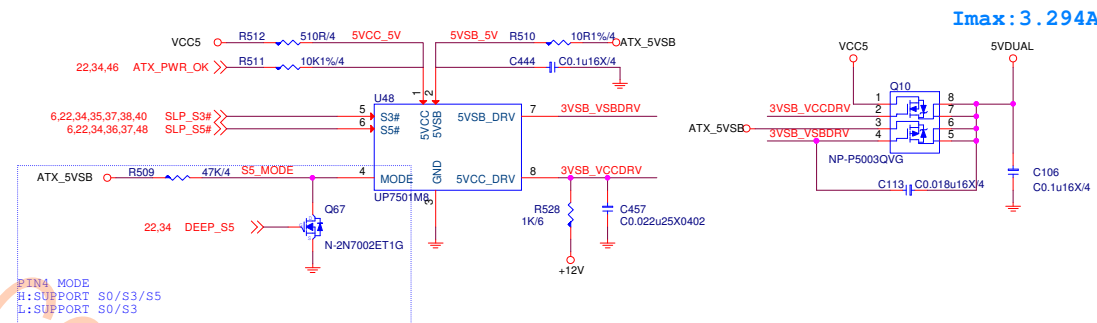 Imax:3.294A
VCC5 R512 510R/4 5VCC_5V 5VSB_5V R510 10R1%/4 ATX_5VSB
22,34,46 ATX_PWR_OK R511 10K1%/4 C444 C0.1u16X/4
VCC5 5VDUAL
U48 1 2 Q10
6,22,34,35,37,38,40 SLP_S3# 5 S3# 5VCC 5VSB 5VSB_DRV 7 3VSB_VSBDRV
6,22,34,36,37,48 SLP_S5# 6 S5#
3VSB_VCCDRV 1 2 8 7
ATX_5VSB 3 6
3VSB_VSBDRV 4 5
NP-P5003QVG
ATX_5VSB R509 47K/4 S5_MODE 4 MODE GND 5VCC_DRV 8 3VSB_VCCDRV
UP7501M8 3
C113 C0.018u16X/4
C106
C0.1u16X/4
Q67
22,34 DEEP_S5
N-2N7002ET1G
R528
1K/6
C457
C0.022u25X0402
+12V
PIN4 MODE
H:SUPPORT S0/S3/S5
L:SUPPORT S0/S3